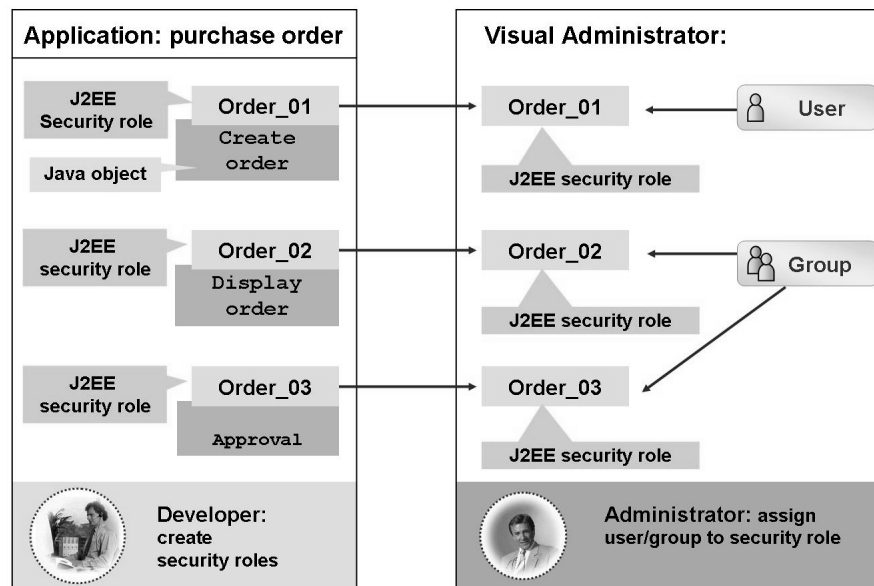 Application: purchase order
J2EE
Security role
Order_01
Create
order
Java object
J2EE
security role
Order_02
Display
order
J2EE
security role
Order_03
Approval
Developer:
create
security roles
Visual Administrator:
Order_01
User
J2EE security role
Order_02
Group
J2EE security role
Order_03
J2EE security role
Administrator: assign
user/group to security role